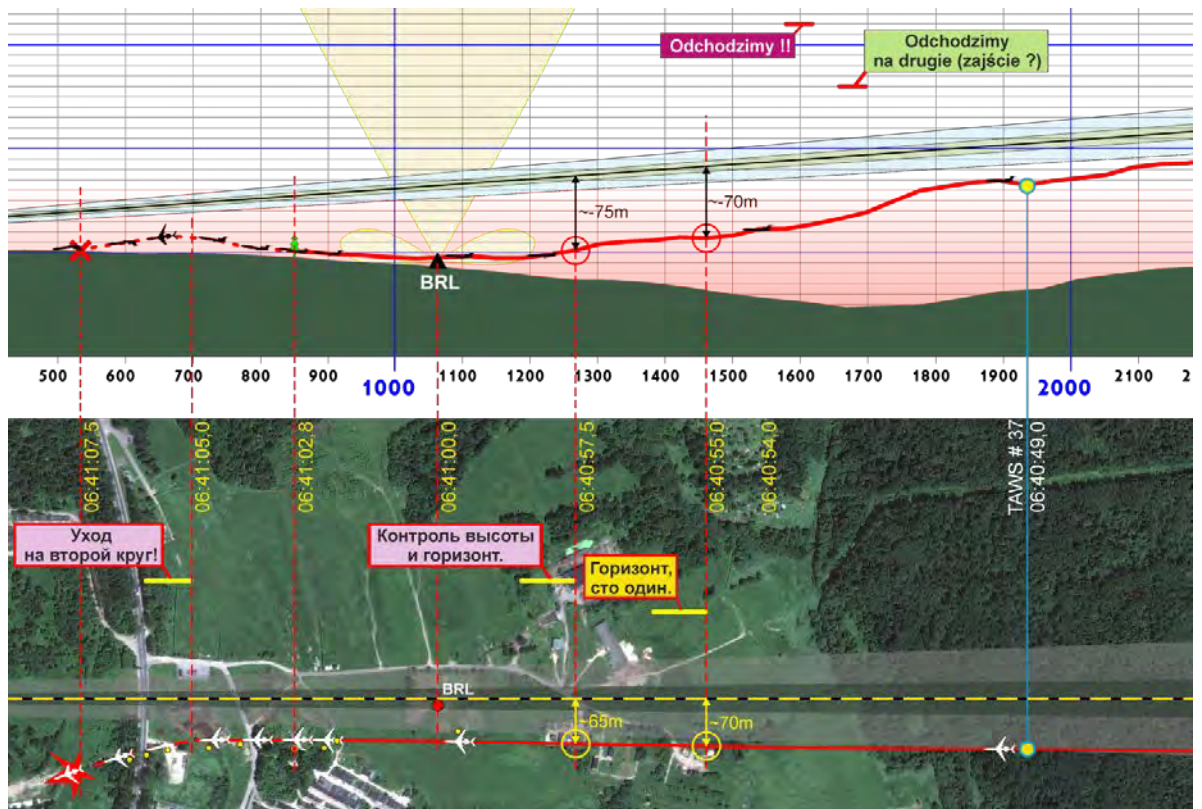 Odchodzimy !!
Odchodzimy
na drugie (zajście ?)
~-75m
~-70m
BRL
500 600 700 800 900 1000 1100 1200 1300 1400 1500 1600 1700 1800 1900 2000 2100
06:41:07,5
06:41:05,0
06:41:02,8
06:41:00,0
06:40:57,5
06:40:55,0
06:40:54,0
TAWS # 37
06:40:49,0
Уход
на второй круг!
Контроль высоты
и горизонт.
Горизонт,
сто один.
BRL
~65m
~70m